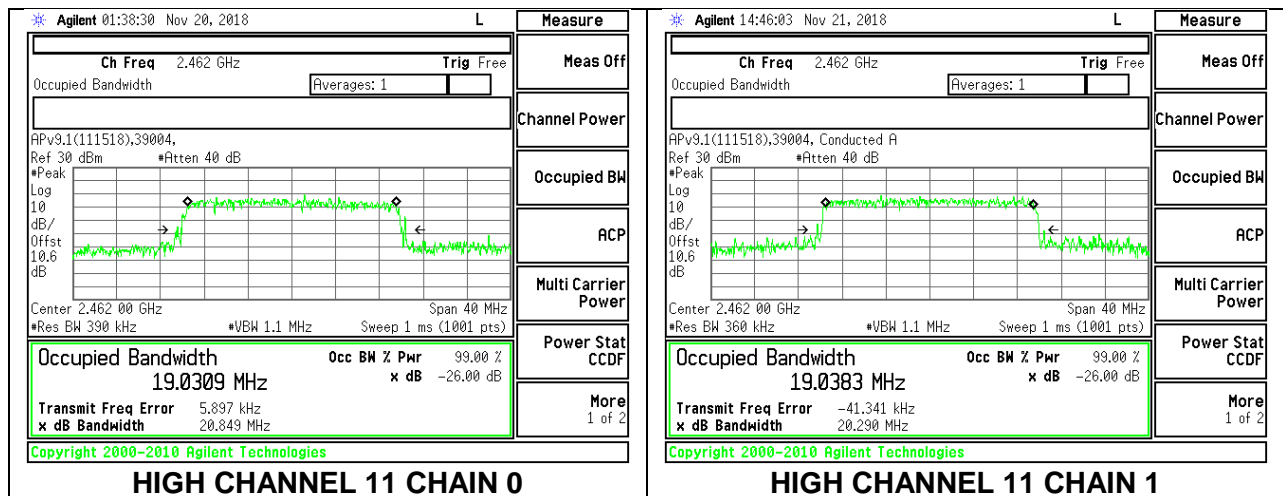 Agilent 01:38:30 Nov 20, 2018 L Measure
Ch Freq 2.462 GHz Trig Free Meas Off
Occupied Bandwidth Averages: 1
Channel Power
APv9.1(111518),39004,
Ref 30 dBm #Atten 40 dB
#Peak Occupied BW
Log
10
dB/ ACP
Offst
10.6
dB
Multi Carrier
Power
Center 2.462 00 GHz Span 40 MHz
#Res BW 390 kHz #VBW 1.1 MHz Sweep 1 ms (1001 pts)
Power Stat
CCDF
Occupied Bandwidth Occ BW % Pwr 99.00 %
19.0309 MHz x dB -26.00 dB
Transmit Freq Error 5.897 kHz More
x dB Bandwidth 20.849 MHz 1 of 2
Copyright 2000-2010 Agilent Technologies
HIGH CHANNEL 11 CHAIN 0
Agilent 14:46:03 Nov 21, 2018 L Measure
Ch Freq 2.462 GHz Trig Free Meas Off
Occupied Bandwidth Averages: 1
Channel Power
APv9.1(111518),39004, Conducted A
Ref 30 dBm #Atten 40 dB
#Peak Occupied BW
Log
10
dB/ ACP
Offst
10.6
dB
Multi Carrier
Power
Center 2.462 00 GHz Span 40 MHz
#Res BW 360 kHz #VBW 1.1 MHz Sweep 1 ms (1001 pts)
Power Stat
CCDF
Occupied Bandwidth Occ BW % Pwr 99.00 %
19.0383 MHz x dB -26.00 dB
Transmit Freq Error -41.341 kHz More
x dB Bandwidth 20.290 MHz 1 of 2
Copyright 2000-2010 Agilent Technologies
HIGH CHANNEL 11 CHAIN 1